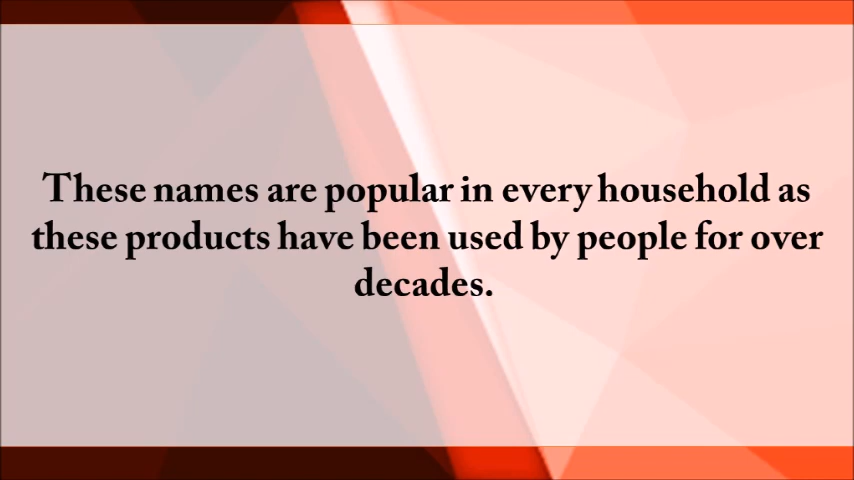 These names are popular in every household as
these products have been used by people for over
decades.